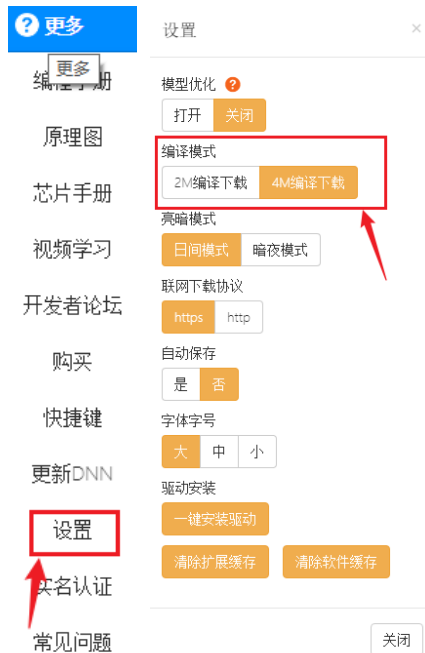 ? 更多
更多
编程手册
原理图
芯片手册
视频学习
开发者论坛
购买
快捷键
更新DNN
设置
实名认证
常见问题
设置 ×
模型优化 ?
打开 关闭
编译模式
2M编译下载 4M编译下载
亮暗模式
日间模式 暗夜模式
联网下载协议
https http
自动保存
是 否
字体字号
大 中 小
驱动安装
一键安装驱动
清除扩展缓存 清除软件缓存
关闭